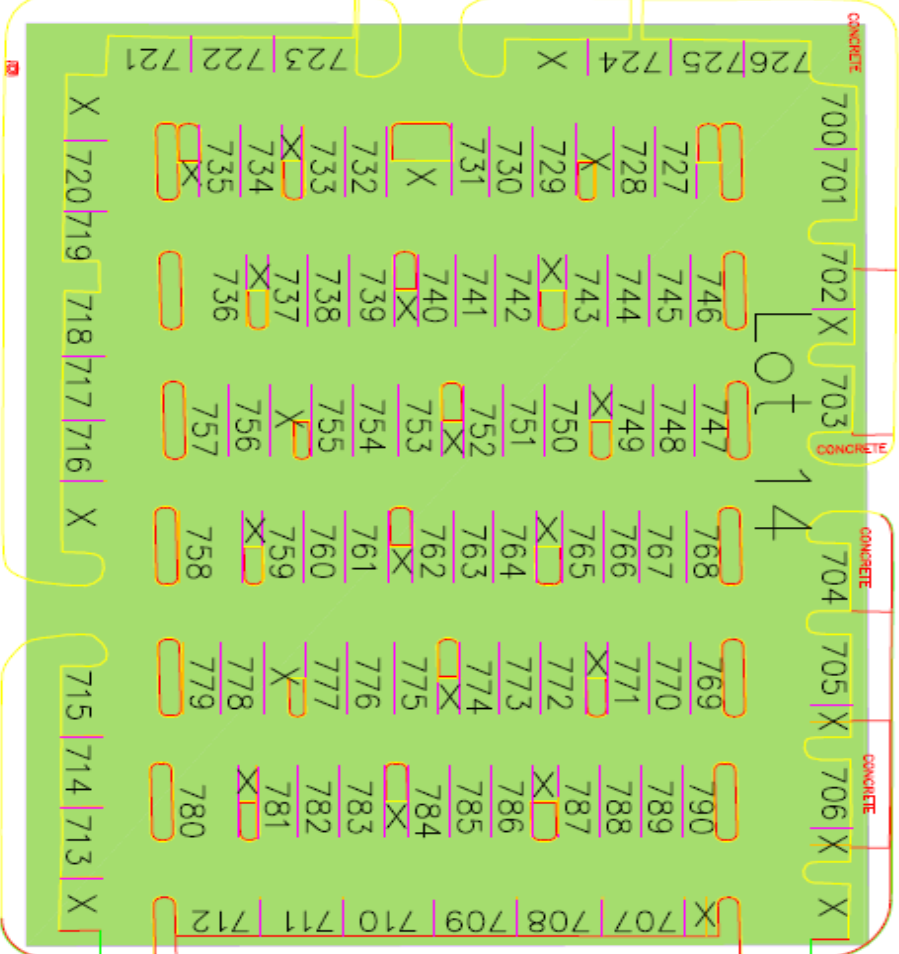 721 722 723 X 724 725 726 CONCRETE
X 700
720 X 735 734 X 733 732 X 731 730 729 X 728 727 701
719
736 X 737 738 739 X 740 741 742 X 743 744 745 746 702
718 X
Lot 14
717 757 756 X 755 754 753 X 752 751 750 X 749 748 747 703
716 CONCRETE
X 758 X 759 760 761 X 762 763 764 X 765 766 767 768 704 CONCRETE
715 779 778 X 777 776 775 X 774 773 772 X 771 770 769 705
X
714 780 X 781 782 783 X 784 785 786 X 787 788 789 790 706 CONCRETE
713 X
X 712 711 710 709 708 707 X X